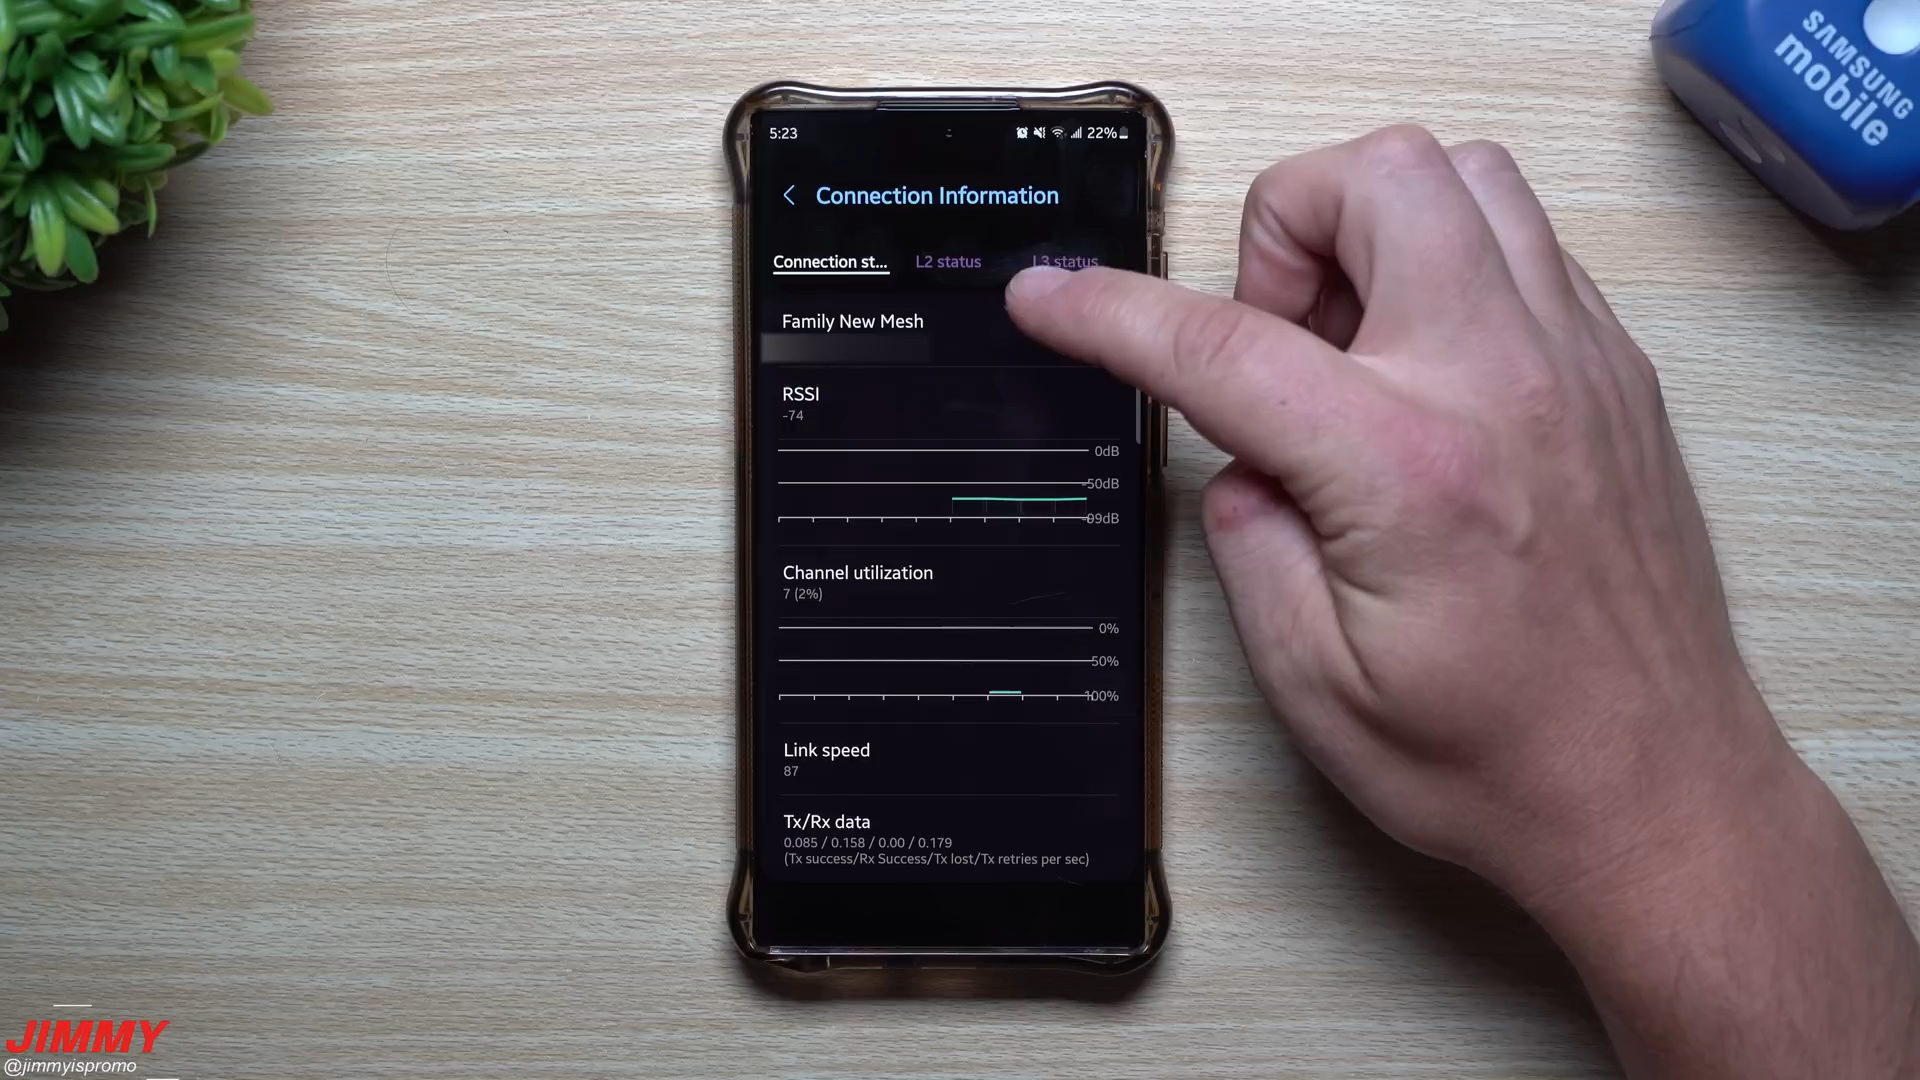 SAMSUNG
mobile
5:23
22%
Connection Information
Connection st...
L2 status
L3 status
Family New Mesh
RSSI
-74
0dB
-50dB
-99dB
Channel utilization
7 (2%)
0%
50%
100%
Link speed
87
Tx/Rx data
0.085 / 0.158 / 0.00 / 0.179
(Tx success/Rx Success/Tx lost/Tx retries per sec)
JIMMY
@jimmyispromo